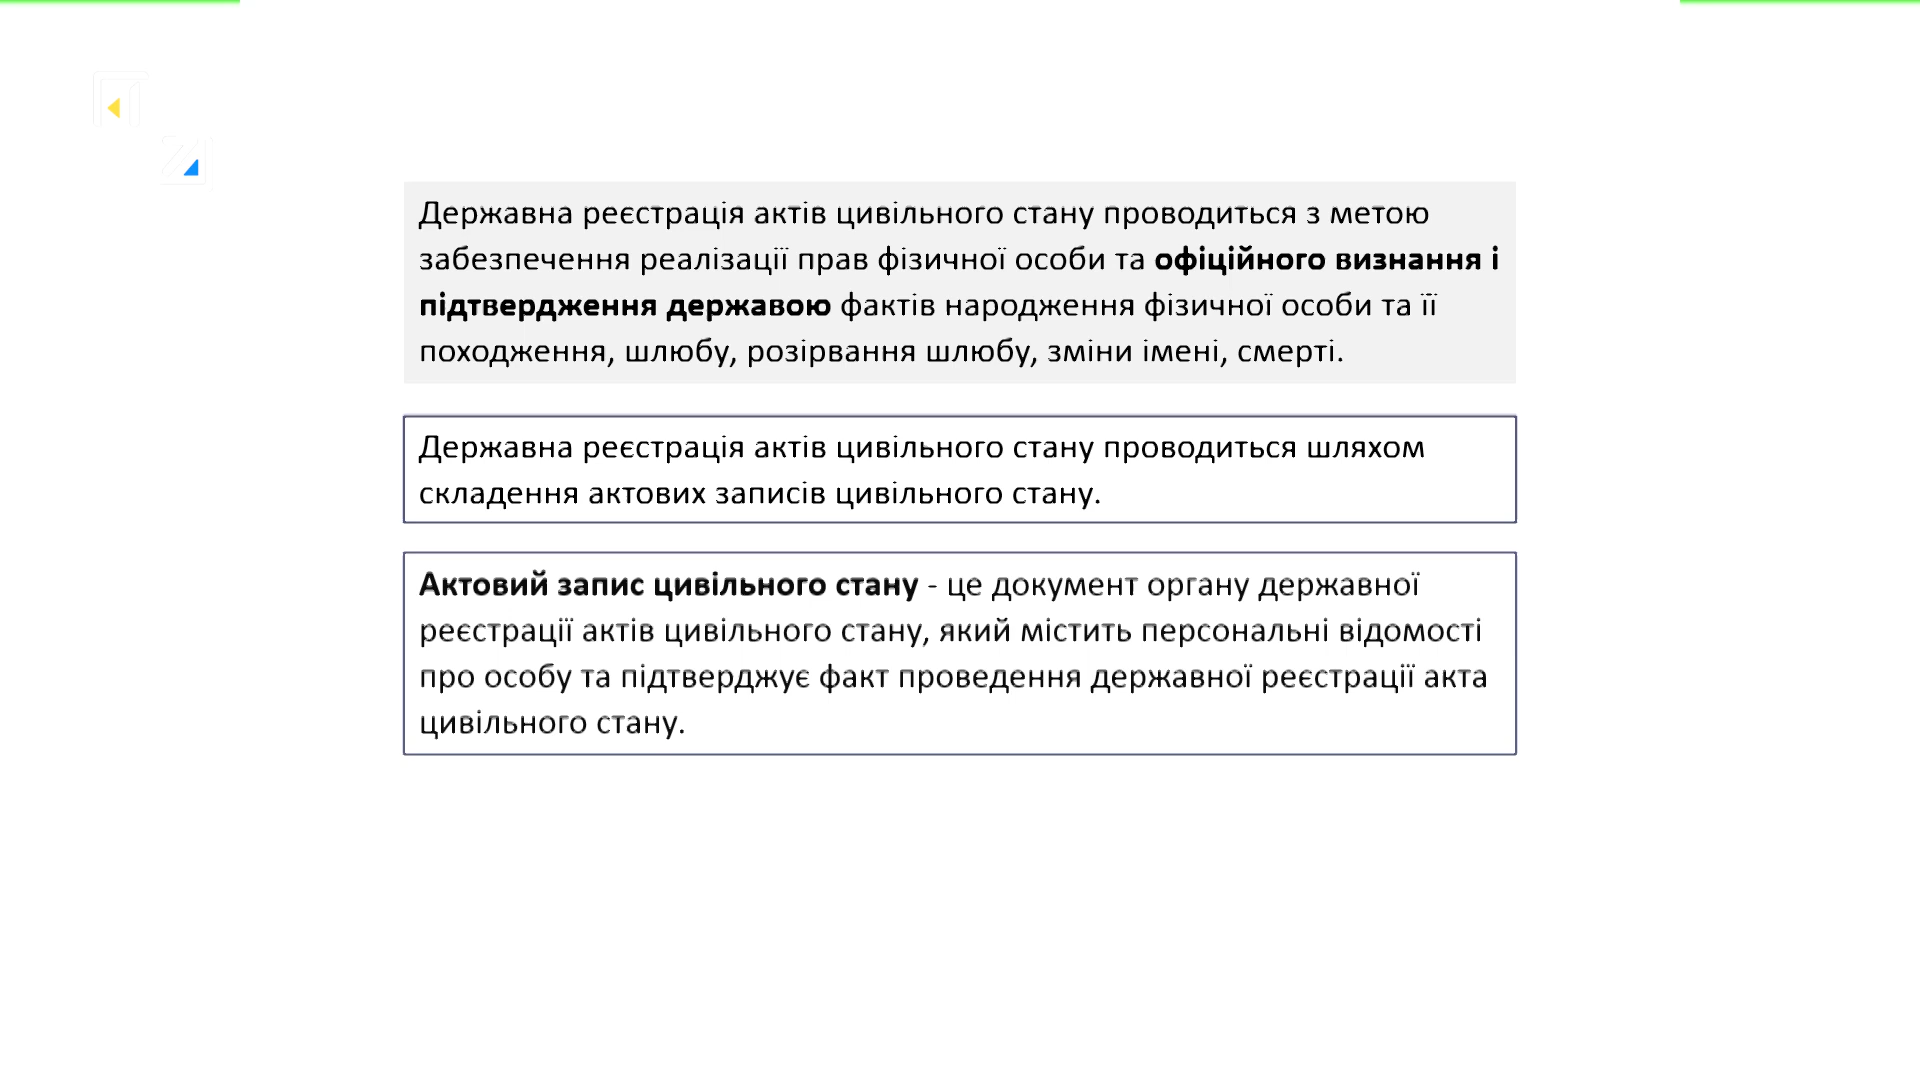 Державна реєстрація актів цивільного стану проводиться з метою
забезпечення реалізації прав фізичної особи та офіційного визнання і
підтвердження державою фактів народження фізичної особи та її
походження, шлюбу, розірвання шлюбу, зміни імені, смерті.
Державна реєстрація актів цивільного стану проводиться шляхом
складення актових записів цивільного стану.
Актовий запис цивільного стану - це документ органу державної
реєстрації актів цивільного стану, який містить персональні відомості
про особу та підтверджує факт проведення державної реєстрації акта
цивільного стану.